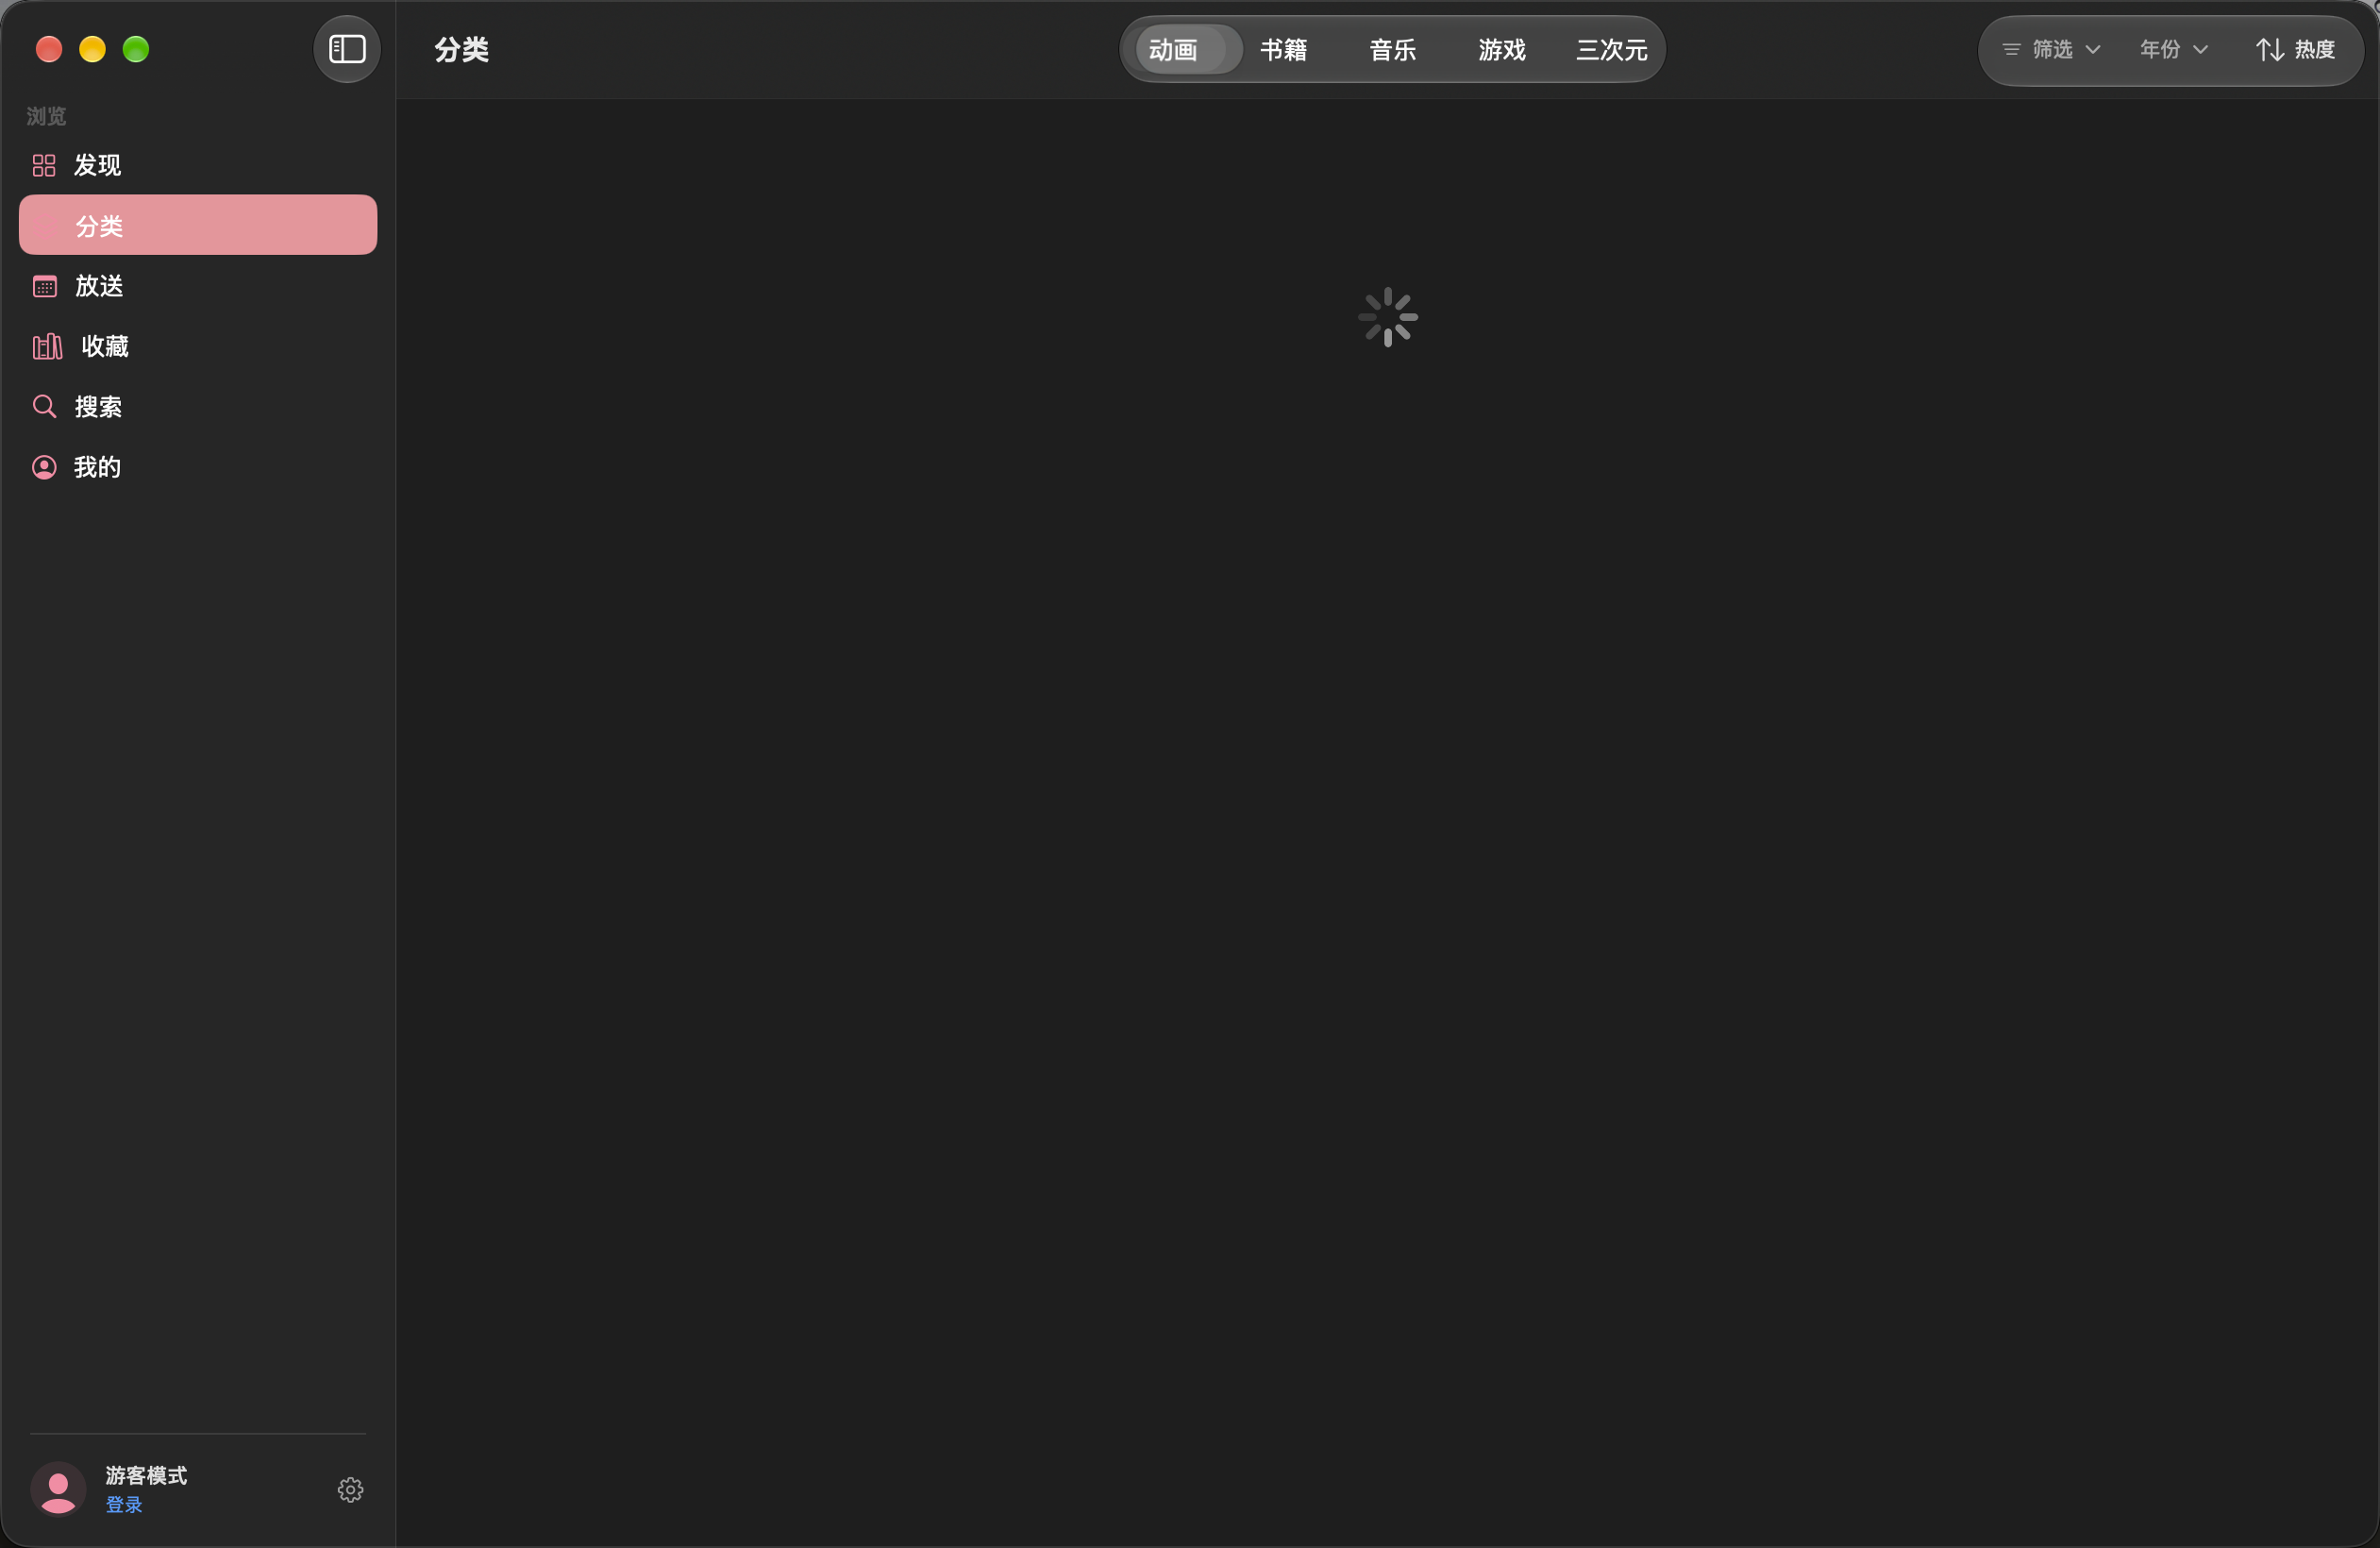 分类
动画 书籍 音乐 游戏 三次元
筛选 年份 热度
浏览
发现
分类
放送
收藏
搜索
我的
游客模式
登录